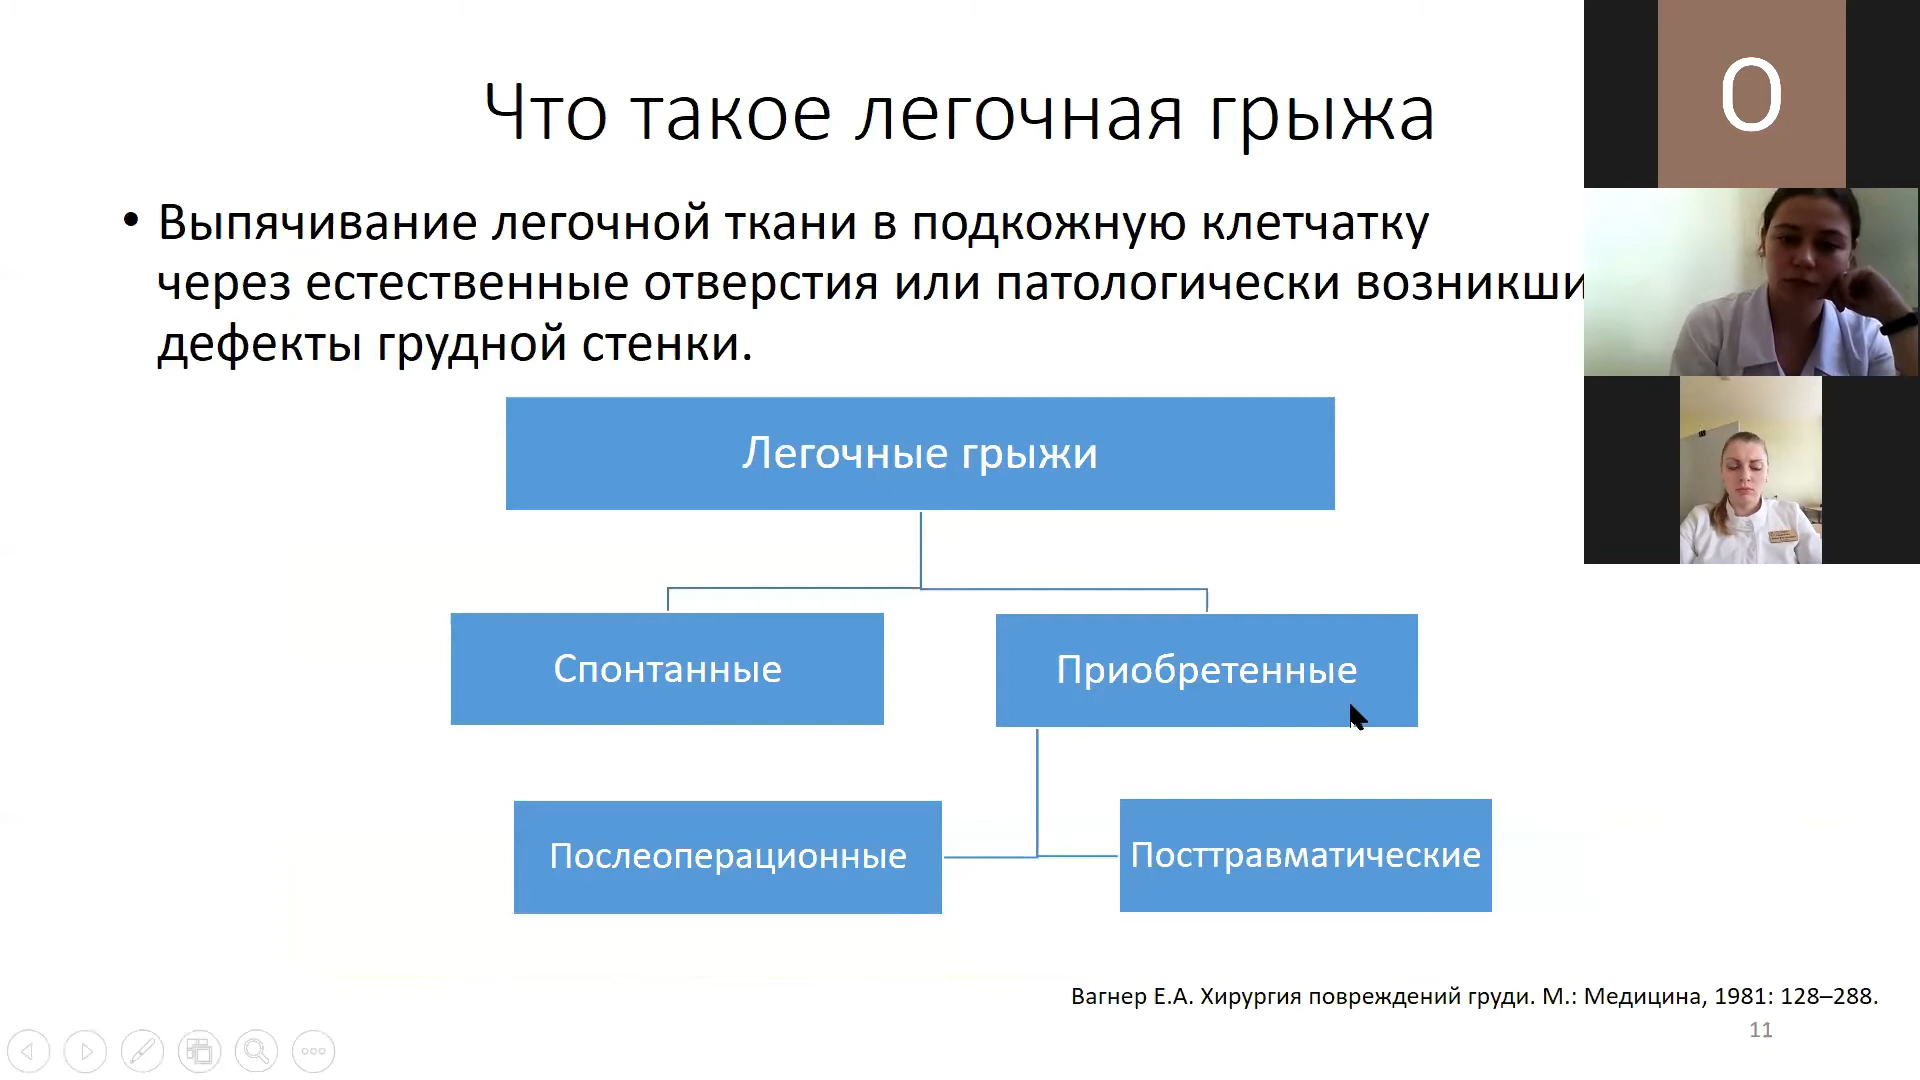 Что такое легочная грыжа
О
• Выпячивание легочной ткани в подкожную клетчатку
через естественные отверстия или патологически возникши
дефекты грудной стенки.
Легочные грыжи
Спонтанные
Приобретенные
Послеоперационные
Посттравматические
Вагнер Е.А. Хирургия повреждений груди. М.: Медицина, 1981: 128–288.
11